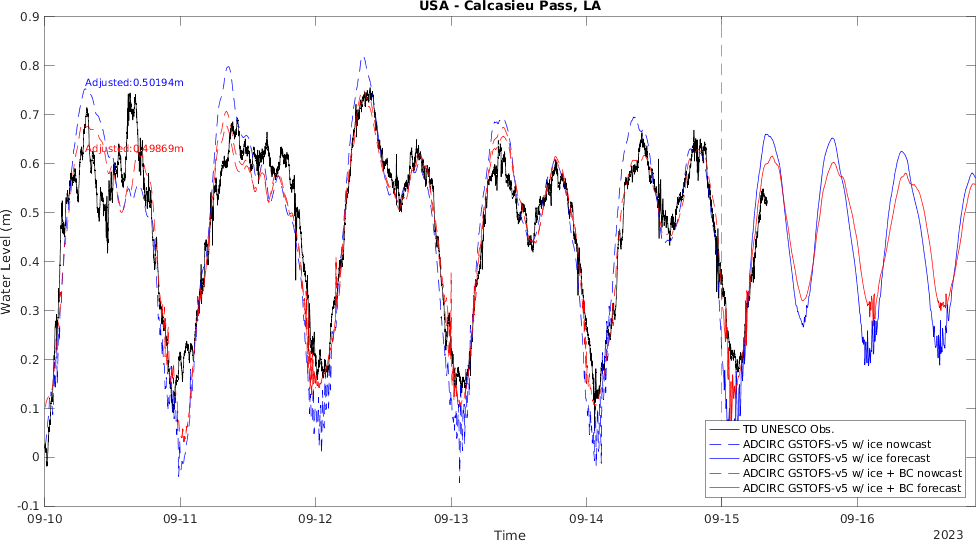 USA - Calcasieu Pass, LA
0.9
0.8
0.7
0.6
0.5
0.4
0.3
0.2
0.1
0
-0.1
Water Level (m)
Adjusted:0.50194m
Adjusted:0.49869m
TD UNESCO Obs.
ADCIRC GSTOFS-v5 w/ ice nowcast
ADCIRC GSTOFS-v5 w/ ice forecast
ADCIRC GSTOFS-v5 w/ ice + BC nowcast
ADCIRC GSTOFS-v5 w/ ice + BC forecast
09-10 09-11 09-12 09-13 09-14 09-15 09-16
Time
2023